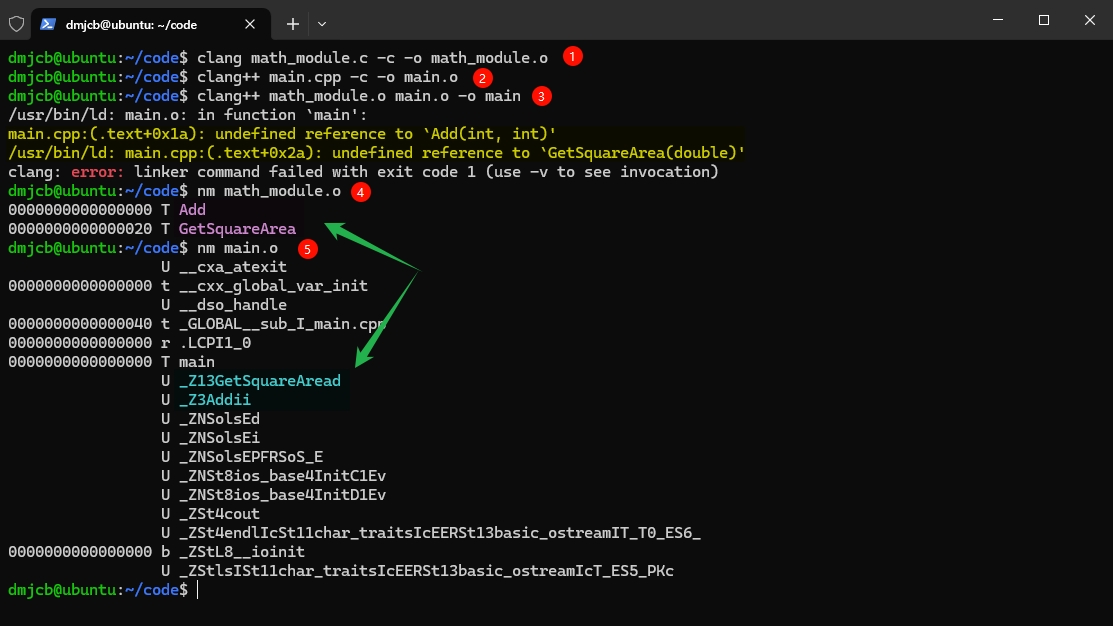 dmjcb@ubuntu: ~/code
dmjcb@ubuntu:~/code$ clang math_module.c -c -o math_module.o 1
dmjcb@ubuntu:~/code$ clang++ main.cpp -c -o main.o 2
dmjcb@ubuntu:~/code$ clang++ math_module.o main.o -o main 3
/usr/bin/ld: main.o: in function `main':
main.cpp:(.text+0x1a): undefined reference to `Add(int, int)'
/usr/bin/ld: main.cpp:(.text+0x2a): undefined reference to `GetSquareArea(double)'
clang: error: linker command failed with exit code 1 (use -v to see invocation)
dmjcb@ubuntu:~/code$ nm math_module.o 4
0000000000000000 T Add
0000000000000020 T GetSquareArea
dmjcb@ubuntu:~/code$ nm main.o 5
U __cxa_atexit
0000000000000000 t __cxx_global_var_init
U __dso_handle
0000000000000040 t _GLOBAL__sub_I_main.cpp
0000000000000000 r .LCPI1_0
0000000000000000 T main
U _Z13GetSquareAread
U _Z3Addii
U _ZNSolsEd
U _ZNSolsEi
U _ZNSolsEPFRSoS_E
U _ZNSt8ios_base4InitC1Ev
U _ZNSt8ios_base4InitD1Ev
U _ZSt4cout
U _ZSt4endlIcSt11char_traitsIcEERSt13basic_ostreamIT_T0_ES6_
0000000000000000 b _ZStL8__ioinit
U _ZStlsISt11char_traitsIcEERSt13basic_ostreamIcT_ES5_PKc
dmjcb@ubuntu:~/code$